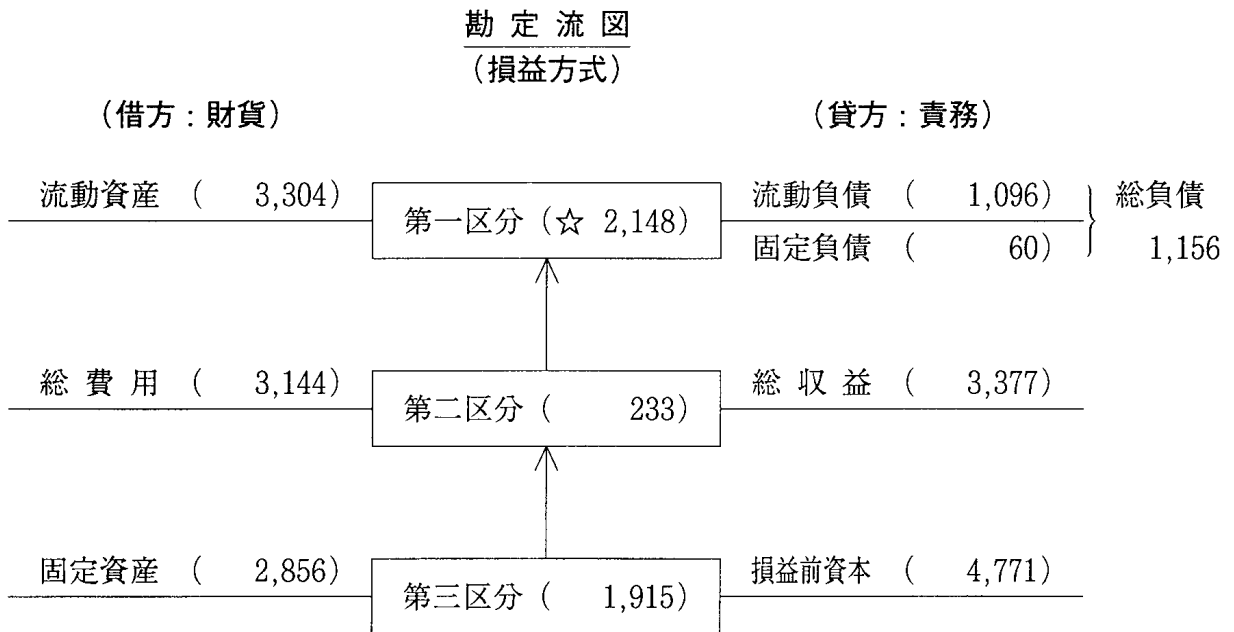 勘定流図
(損益方式)
(借方:財貨) (貸方:責務)
流動資産 ( 3,304) 第一区分 (☆ 2,148) 流動負債 ( 1,096) 総負債
固定負債 ( 60) 1,156
総費用 ( 3,144) 第二区分 ( 233) 総収益 ( 3,377)
固定資産 ( 2,856) 第三区分 ( 1,915) 損益前資本 ( 4,771)